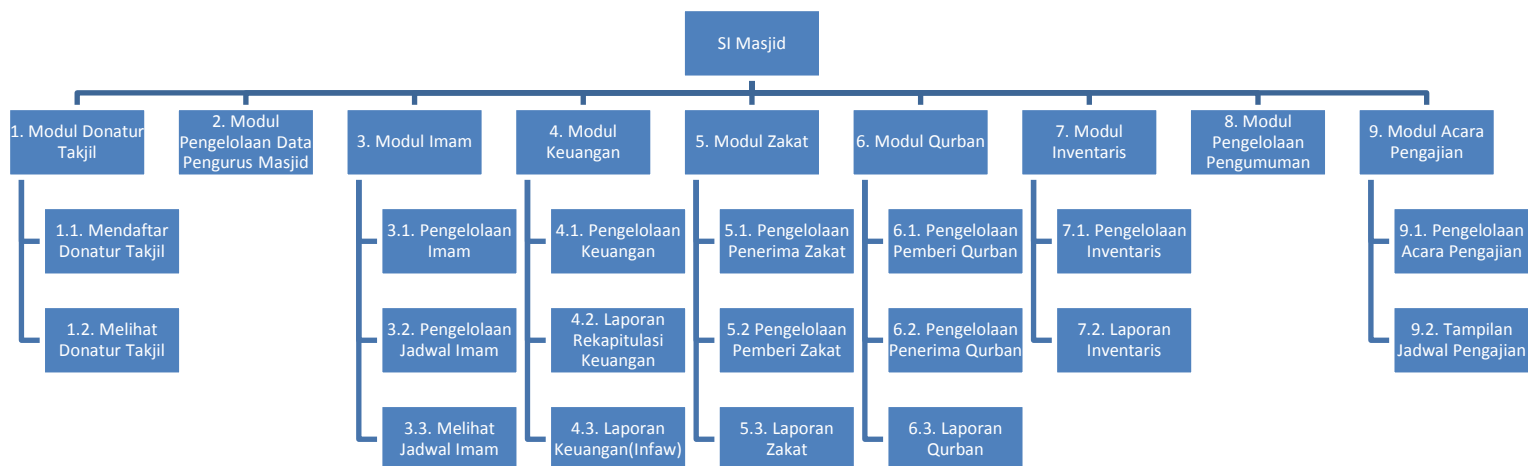 SI Masjid
1. Modul Donatur
Takjil
2. Modul
Pengelolaan Data
Pengurus Masjid
3. Modul Imam
4. Modul
Keuangan
5. Modul Zakat
6. Modul Qurban
7. Modul
Inventaris
8. Modul
Pengelolaan
Pengumuman
9. Modul Acara
Pengajian
1.1. Mendaftar
Donatur Takjil
1.2. Melihat
Donatur Takjil
3.1. Pengelolaan
Imam
3.2. Pengelolaan
Jadwal Imam
3.3. Melihat
Jadwal Imam
4.1. Pengelolaan
Keuangan
4.2. Laporan
Rekapitulasi
Keuangan
4.3. Laporan
Keuangan(Infaw)
5.1. Pengelolaan
Penerima Zakat
5.2 Pengelolaan
Pemberi Zakat
5.3. Laporan
Zakat
6.1. Pengelolaan
Pemberi Qurban
6.2. Pengelolaan
Penerima Qurban
6.3. Laporan
Qurban
7.1. Pengelolaan
Inventaris
7.2. Laporan
Inventaris
9.1. Pengelolaan
Acara Pengajian
9.2. Tampilan
Jadwal Pengajian